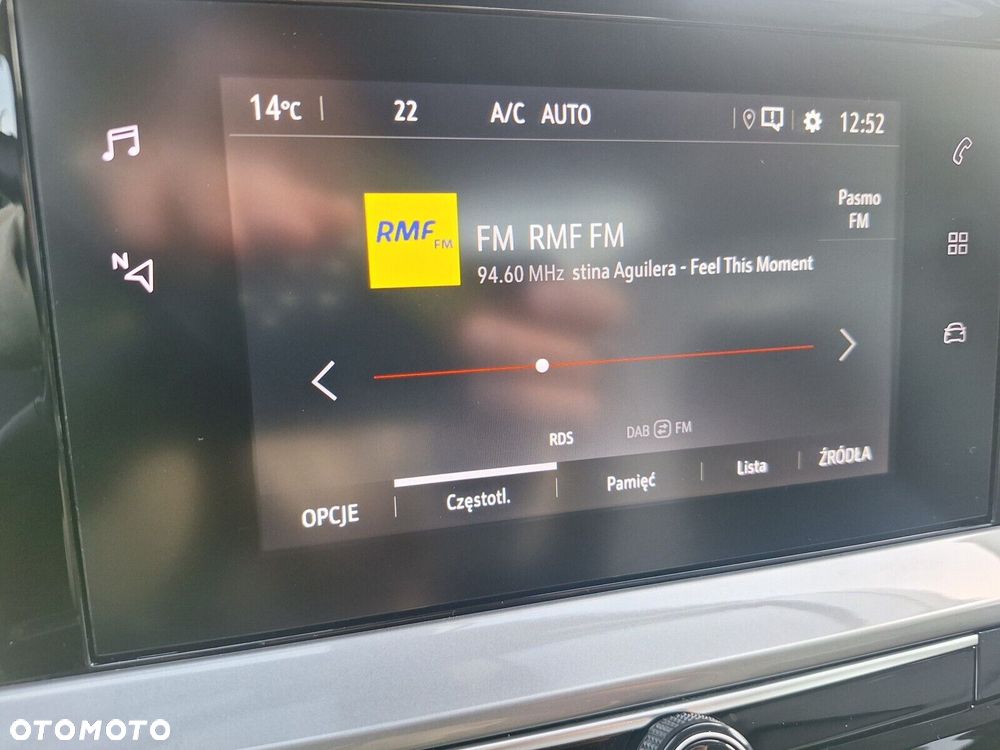 14°C 22 A/C AUTO 12:52
Pasmo
FM
RMF
FM
FM RMF FM
94.60 MHz stina Aguilera - Feel This Moment
N
RDS DAB FM
OPCJE Częstotl. Pamięć Lista ŹRÓDŁA
OTOMOTO